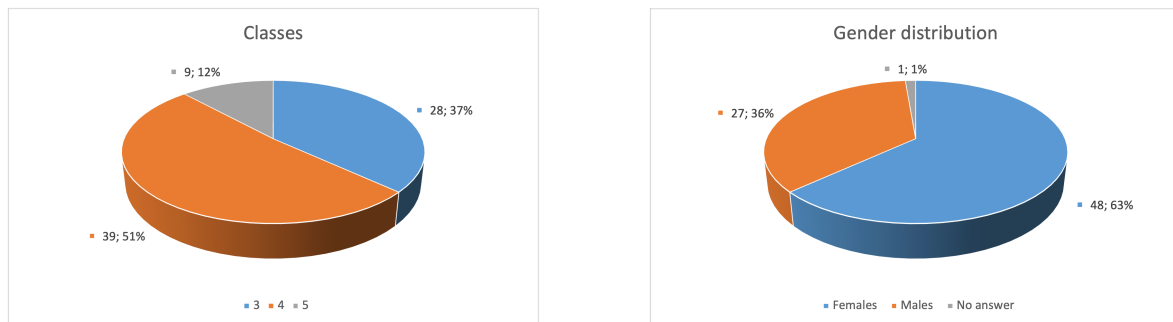 Classes
9; 12%
28; 37%
39; 51%
3 4 5
Gender distribution
1; 1%
27; 36%
48; 63%
Females Males No answer